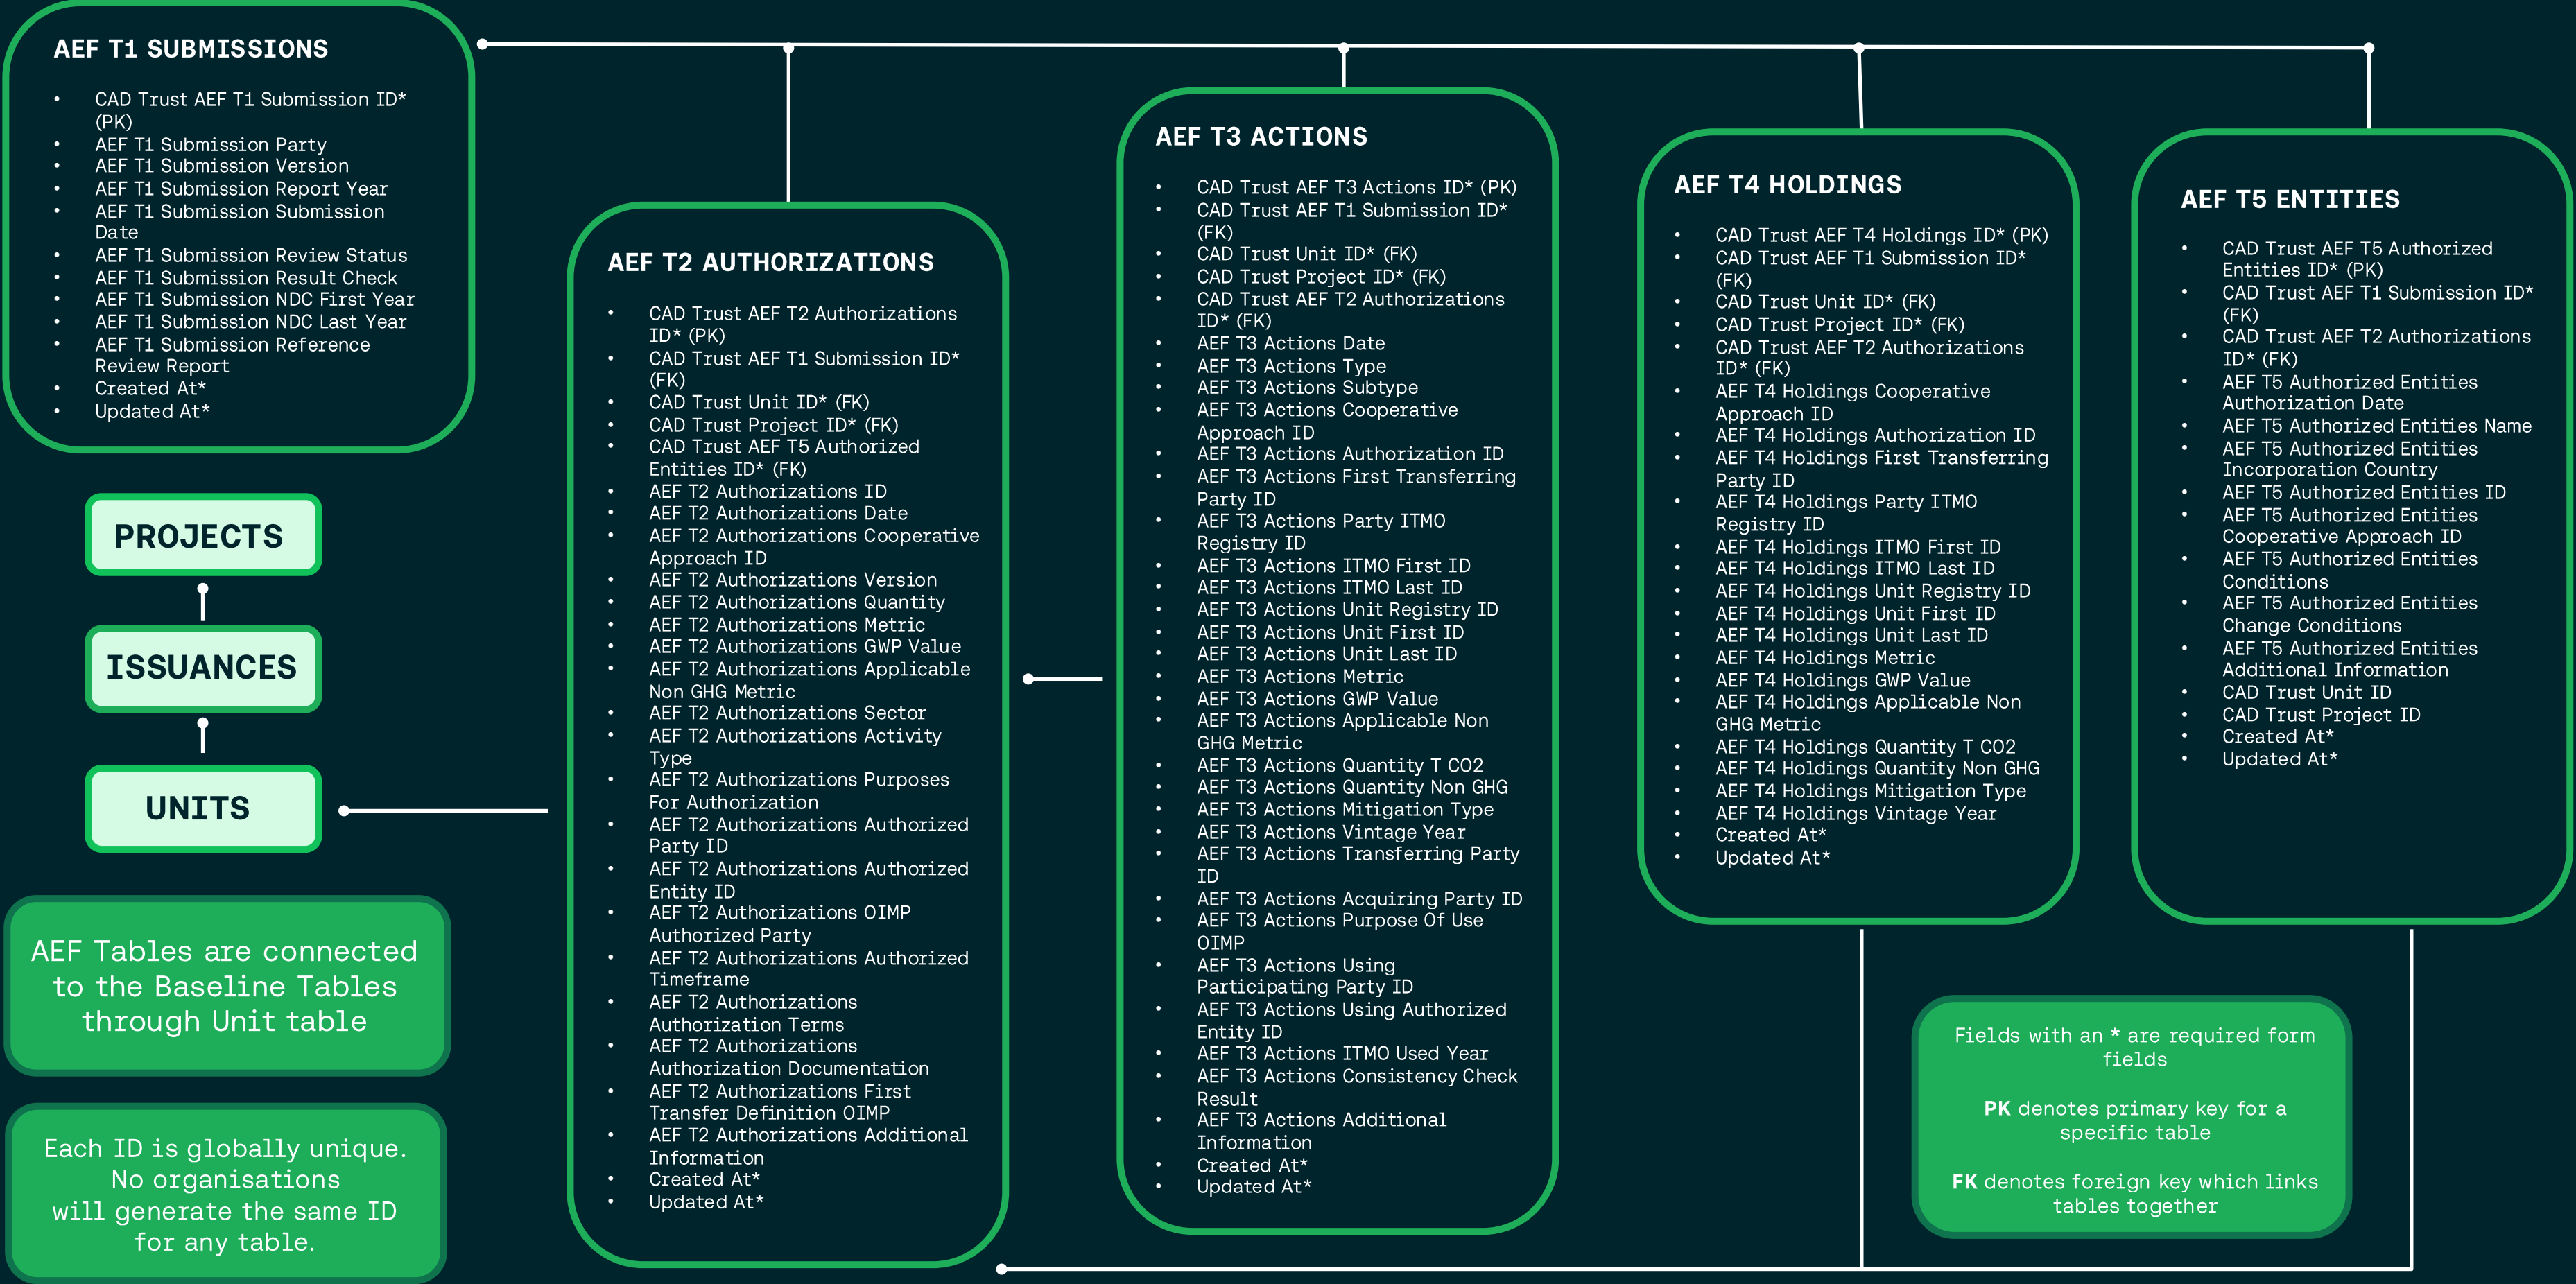 AEF T1 SUBMISSIONS
• CAD Trust AEF T1 Submission ID*
(PK)
• AEF T1 Submission Party
• AEF T1 Submission Version
• AEF T1 Submission Report Year
• AEF T1 Submission Submission
Date
• AEF T1 Submission Review Status
• AEF T1 Submission Result Check
• AEF T1 Submission NDC First Year
• AEF T1 Submission NDC Last Year
• AEF T1 Submission Reference
Review Report
• Created At*
• Updated At*
PROJECTS
ISSUANCES
UNITS
AEF Tables are connected
to the Baseline Tables
through Unit table
Each ID is globally unique.
No organisations
will generate the same ID
for any table.
AEF T2 AUTHORIZATIONS
• CAD Trust AEF T2 Authorizations
ID* (PK)
• CAD Trust AEF T1 Submission ID*
(FK)
• CAD Trust Unit ID* (FK)
• CAD Trust Project ID* (FK)
• CAD Trust AEF T5 Authorized
Entities ID* (FK)
• AEF T2 Authorizations ID
• AEF T2 Authorizations Date
• AEF T2 Authorizations Cooperative
Approach ID
• AEF T2 Authorizations Version
• AEF T2 Authorizations Quantity
• AEF T2 Authorizations Metric
• AEF T2 Authorizations GWP Value
• AEF T2 Authorizations Applicable
Non GHG Metric
• AEF T2 Authorizations Sector
• AEF T2 Authorizations Activity
Type
• AEF T2 Authorizations Purposes
For Authorization
• AEF T2 Authorizations Authorized
Party ID
• AEF T2 Authorizations Authorized
Entity ID
• AEF T2 Authorizations OIMP
Authorized Party
• AEF T2 Authorizations Authorized
Timeframe
• AEF T2 Authorizations
Authorization Terms
• AEF T2 Authorizations
Authorization Documentation
• AEF T2 Authorizations First
Transfer Definition OIMP
• AEF T2 Authorizations Additional
Information
• Created At*
• Updated At*
AEF T3 ACTIONS
• CAD Trust AEF T3 Actions ID* (PK)
• CAD Trust AEF T1 Submission ID*
(FK)
• CAD Trust Unit ID* (FK)
• CAD Trust Project ID* (FK)
• CAD Trust AEF T2 Authorizations
ID* (FK)
• AEF T3 Actions Date
• AEF T3 Actions Type
• AEF T3 Actions Subtype
• AEF T3 Actions Cooperative
Approach ID
• AEF T3 Actions Authorization ID
• AEF T3 Actions First Transferring
Party ID
• AEF T3 Actions Party ITMO
Registry ID
• AEF T3 Actions ITMO First ID
• AEF T3 Actions ITMO Last ID
• AEF T3 Actions Unit Registry ID
• AEF T3 Actions Unit First ID
• AEF T3 Actions Unit Last ID
• AEF T3 Actions Metric
• AEF T3 Actions GWP Value
• AEF T3 Actions Applicable Non
GHG Metric
• AEF T3 Actions Quantity T CO2
• AEF T3 Actions Quantity Non GHG
• AEF T3 Actions Mitigation Type
• AEF T3 Actions Vintage Year
• AEF T3 Actions Transferring Party
ID
• AEF T3 Actions Acquiring Party ID
• AEF T3 Actions Purpose Of Use
OIMP
• AEF T3 Actions Using
Participating Party ID
• AEF T3 Actions Using Authorized
Entity ID
• AEF T3 Actions ITMO Used Year
• AEF T3 Actions Consistency Check
Result
• AEF T3 Actions Additional
Information
• Created At*
• Updated At*
AEF T4 HOLDINGS
• CAD Trust AEF T4 Holdings ID* (PK)
• CAD Trust AEF T1 Submission ID*
(FK)
• CAD Trust Unit ID* (FK)
• CAD Trust Project ID* (FK)
• CAD Trust AEF T2 Authorizations
ID* (FK)
• AEF T4 Holdings Cooperative
Approach ID
• AEF T4 Holdings Authorization ID
• AEF T4 Holdings First Transferring
Party ID
• AEF T4 Holdings Party ITMO
Registry ID
• AEF T4 Holdings ITMO First ID
• AEF T4 Holdings ITMO Last ID
• AEF T4 Holdings Unit Registry ID
• AEF T4 Holdings Unit First ID
• AEF T4 Holdings Unit Last ID
• AEF T4 Holdings Metric
• AEF T4 Holdings GWP Value
• AEF T4 Holdings Applicable Non
GHG Metric
• AEF T4 Holdings Quantity T CO2
• AEF T4 Holdings Quantity Non GHG
• AEF T4 Holdings Mitigation Type
• AEF T4 Holdings Vintage Year
• Created At*
• Updated At*
AEF T5 ENTITIES
• CAD Trust AEF T5 Authorized
Entities ID* (PK)
• CAD Trust AEF T1 Submission ID*
(FK)
• CAD Trust AEF T2 Authorizations
ID* (FK)
• AEF T5 Authorized Entities
Authorization Date
• AEF T5 Authorized Entities Name
• AEF T5 Authorized Entities
Incorporation Country
• AEF T5 Authorized Entities ID
• AEF T5 Authorized Entities
Cooperative Approach ID
• AEF T5 Authorized Entities
Conditions
• AEF T5 Authorized Entities
Change Conditions
• AEF T5 Authorized Entities
Additional Information
• CAD Trust Unit ID
• CAD Trust Project ID
• Created At*
• Updated At*
Fields with an * are required form
fields
PK denotes primary key for a
specific table
FK denotes foreign key which links
tables together